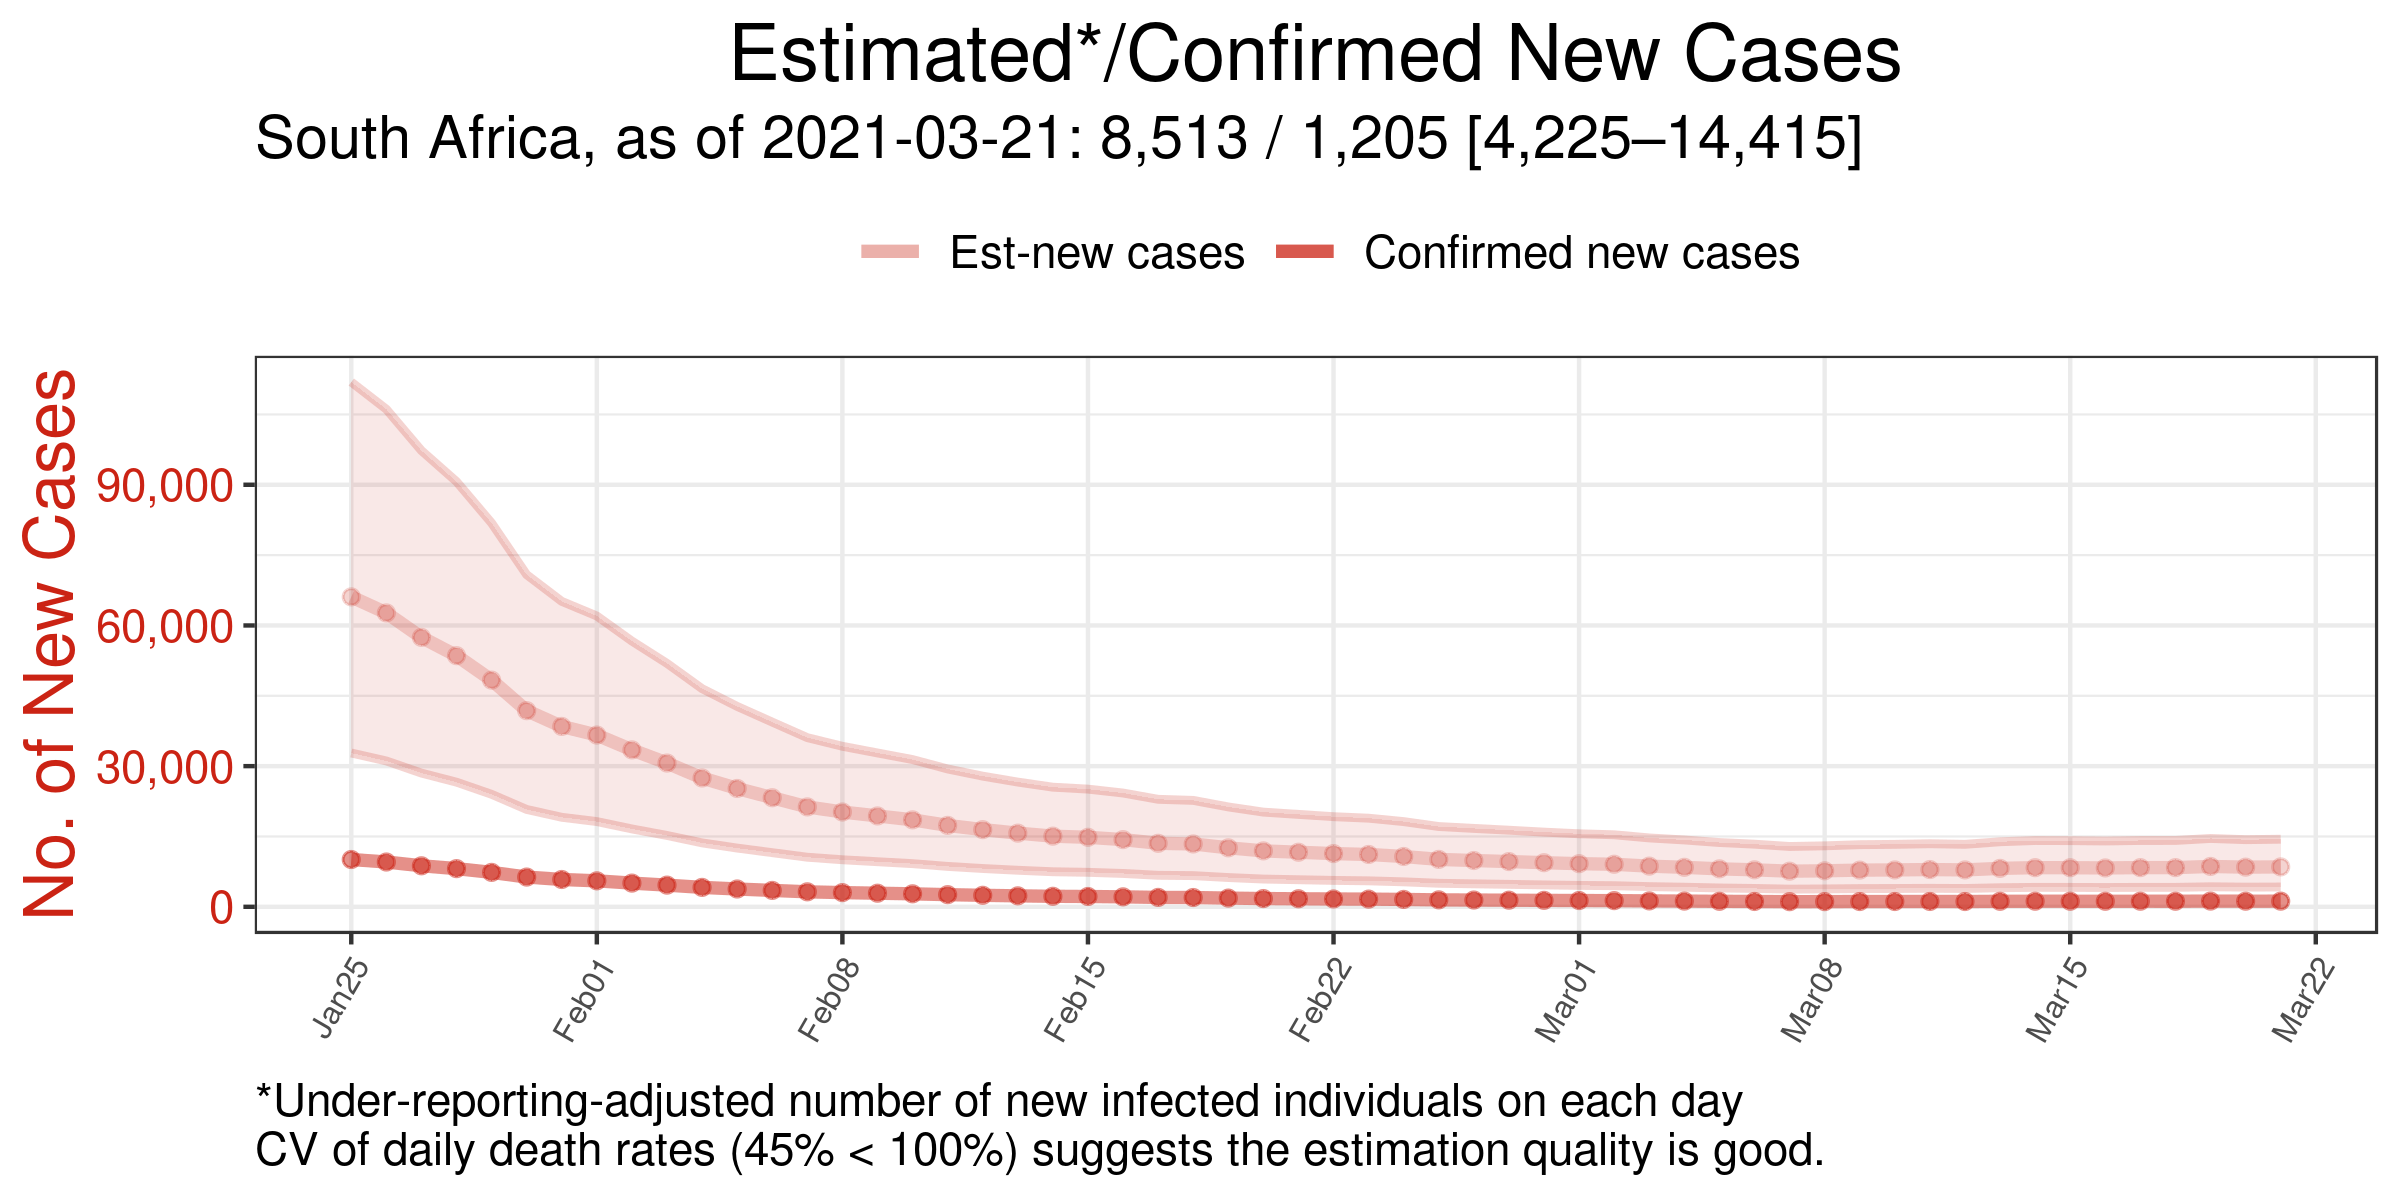 Estimated*/Confirmed New Cases
South Africa, as of 2021-03-21: 8,513 / 1,205 [4,225–14,415]
Est-new cases
Confirmed new cases
No. of New Cases
90,000
60,000
30,000
0
Jan25
Feb01
Feb08
Feb15
Feb22
Mar01
Mar08
Mar15
Mar22
*Under-reporting-adjusted number of new infected individuals on each day
CV of daily death rates (45% < 100%) suggests the estimation quality is good.